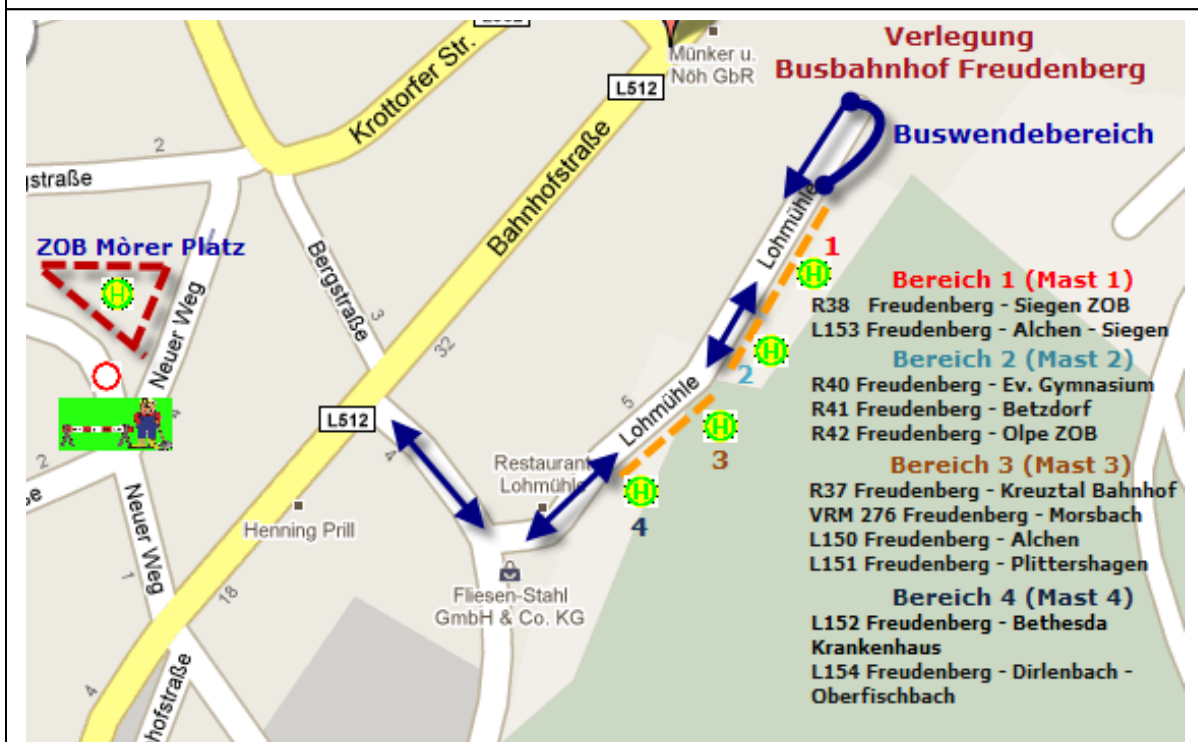 Verlegung
Busbahnhof Freudenberg
Münker u.
Nöh GbR
L512
Krottorfer Str.
Buswendebereich
2
Bahnhofstraße
Lohmühle
ZOB Mòrer Platz
H
Neuer Weg
Bergstraße
3
32
1
H
Bereich 1 (Mast 1)
R38 Freudenberg - Siegen ZOB
L153 Freudenberg - Alchen - Siegen
H
2
Bereich 2 (Mast 2)
R40 Freudenberg - Ev. Gymnasium
R41 Freudenberg - Betzdorf
R42 Freudenberg - Olpe ZOB
4
L512
4
5
Lohmühle
H
3
Bereich 3 (Mast 3)
R37 Freudenberg - Kreuztal Bahnhof
VRM 276 Freudenberg - Morsbach
L150 Freudenberg - Alchen
L151 Freudenberg - Plittershagen
2
Restaurant
Lohmühle
H
4
Henning Prill
Neuer Weg
1
18
Fliesen-Stahl
GmbH & Co. KG
Bereich 4 (Mast 4)
L152 Freudenberg - Bethesda
Krankenhaus
L154 Freudenberg - Dirlenbach -
Oberfischbach
4